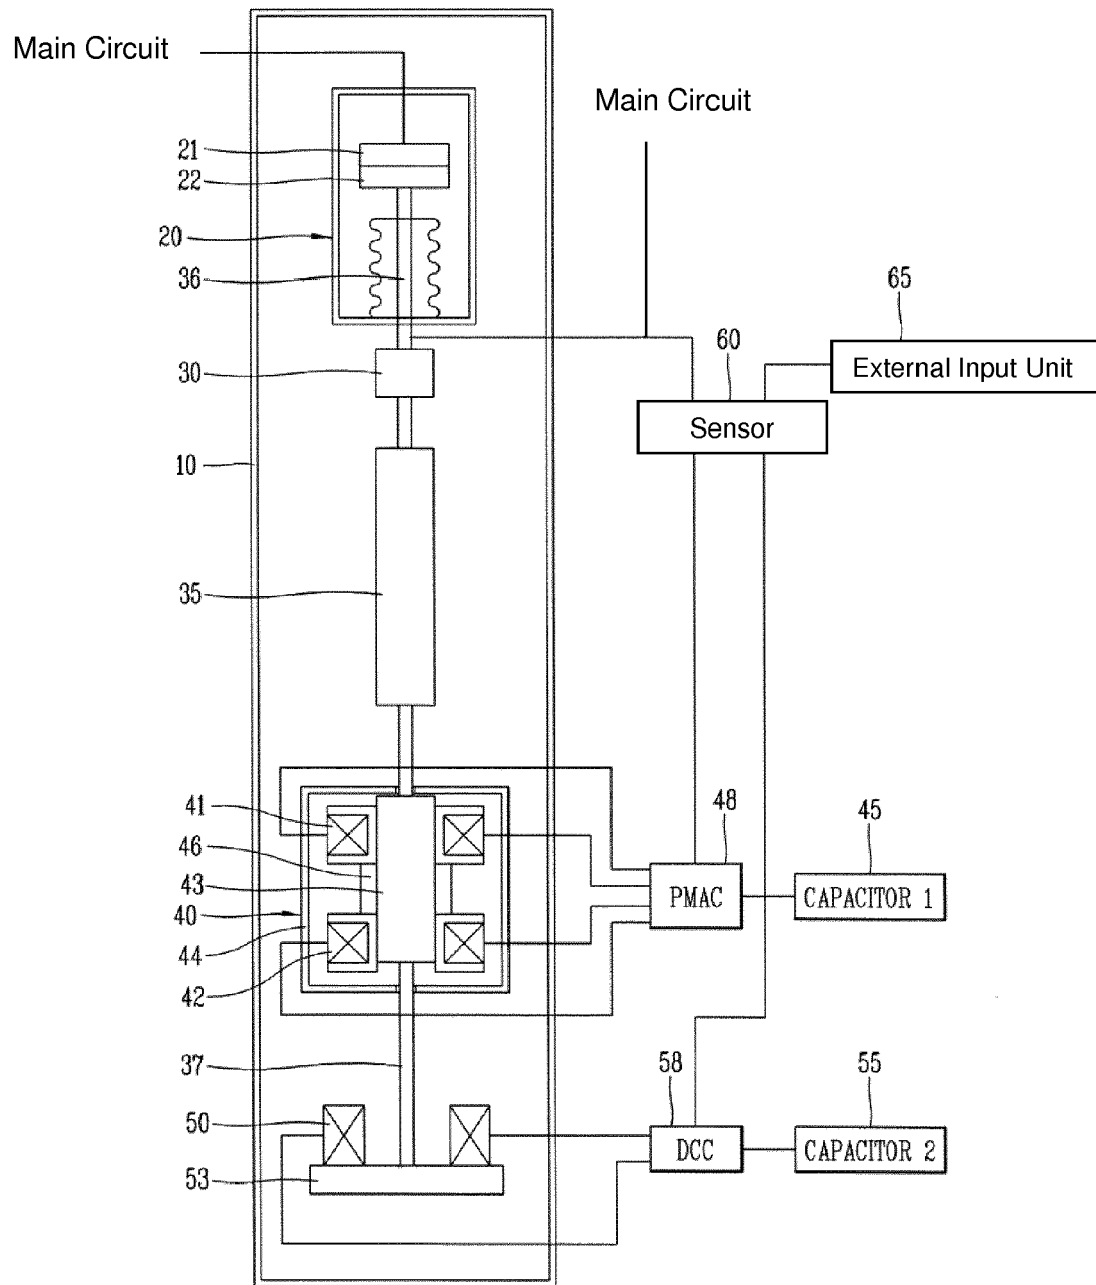 Main Circuit
Main Circuit
21
22
20
36
65
60
External Input Unit
30
Sensor
10
35
48
45
41
46
43
PMAC
CAPACITOR 1
40
44
42
37
58
55
50
DCC
CAPACITOR 2
53